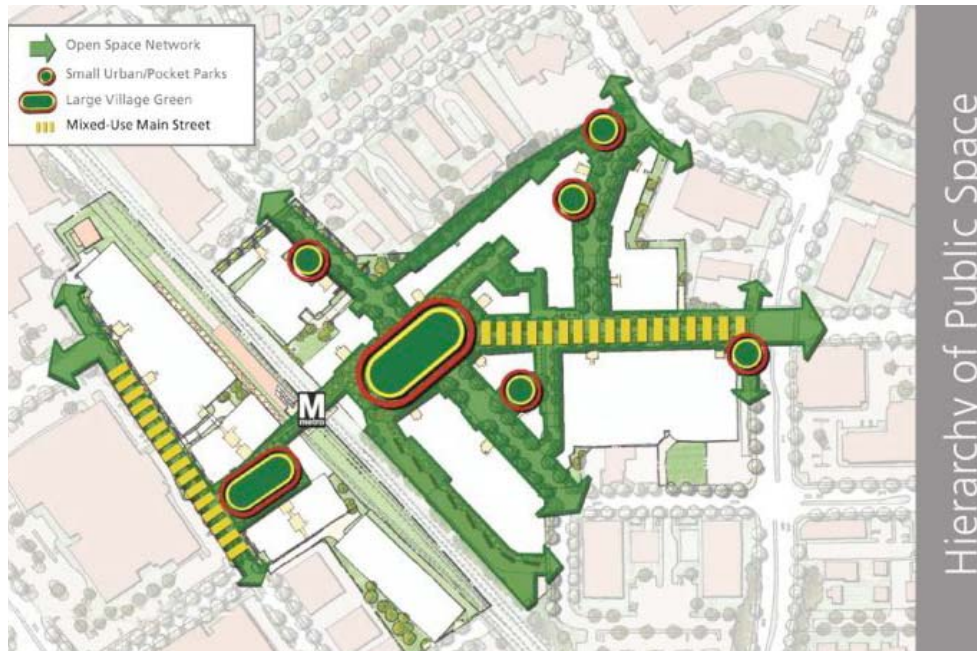 Open Space Network
Small Urban/Pocket Parks
Large Village Green
Mixed-Use Main Street
M
metro
Hierarchy of Public Space